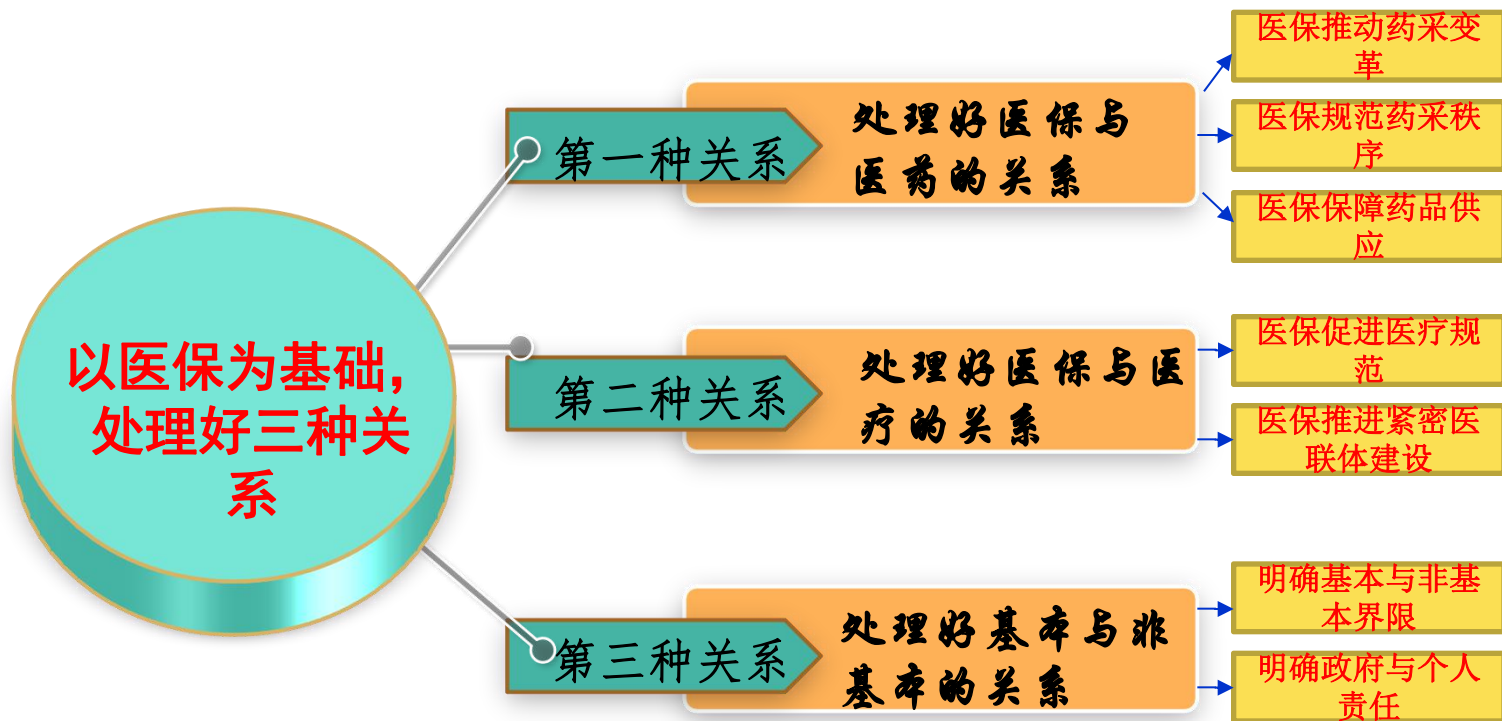 以医保为基础，
处理好三种关
系
第一种关系
处理好医保与
医药的关系
医保推动药采变
革
医保规范药采秩
序
医保保障药品供
应
第二种关系
处理好医保与医
疗的关系
医保促进医疗规
范
医保推进紧密医
联体建设
第三种关系
处理好基本与非
基本的关系
明确基本与非基
本界限
明确政府与个人
责任